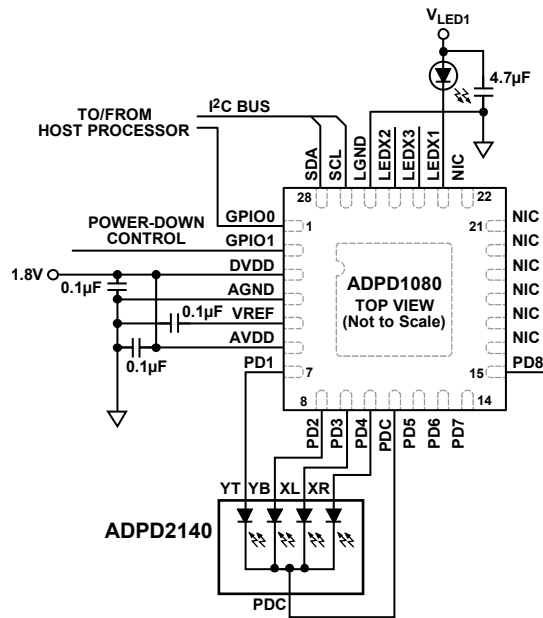 VLED1
4.7µF
I²C BUS
TO/FROM
HOST PROCESSOR
SDA
SCL
LGND
LEDX2
LEDX3
LEDX1
NIC
28
22
GPIO0
1
21
NIC
POWER-DOWN
CONTROL
GPIO1
NIC
1.8V
DVDD
NIC
0.1µF
AGND
NIC
0.1µF
VREF
NIC
AVDD
NIC
0.1µF
PD1
7
15
PD8
ADPD1080
TOP VIEW
(Not to Scale)
8
14
PD2
PD3
PD4
PDC
PD5
PD6
PD7
YT YB XL XR
ADPD2140
PDC